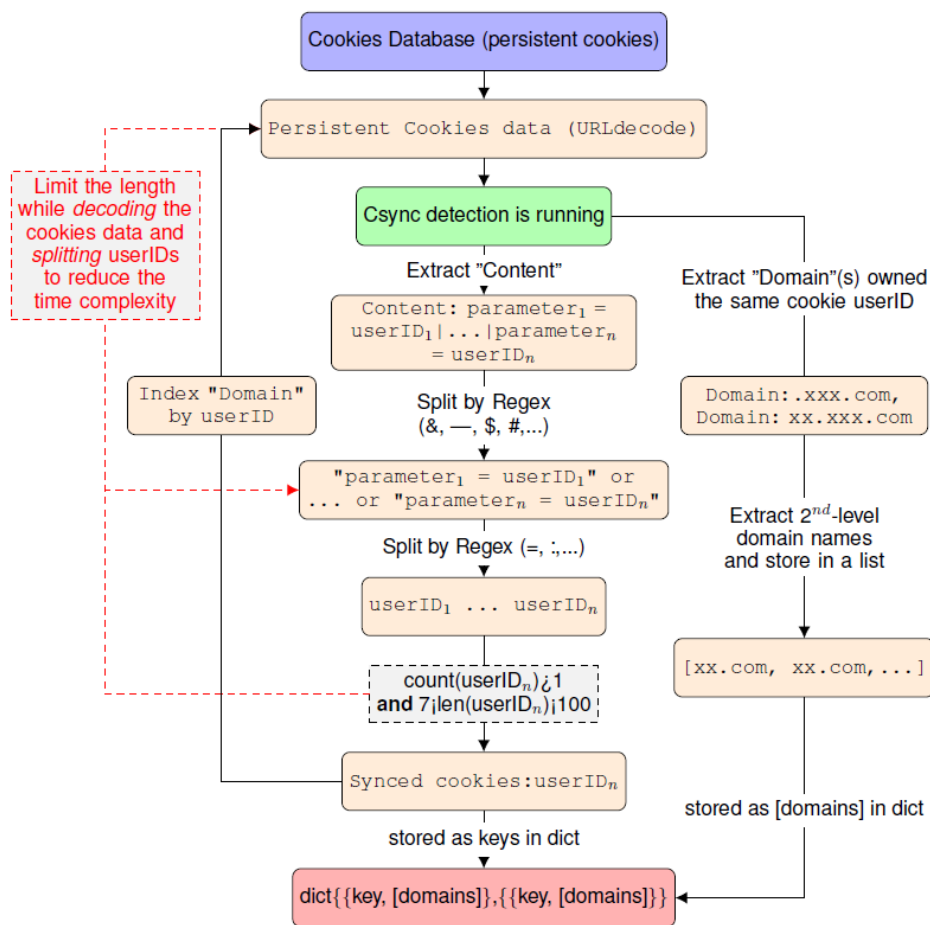 Cookies Database (persistent cookies)
Persistent Cookies data (URLdecode)
Limit the length
while decoding the
cookies data and
splitting userIDs
to reduce the
time complexity
Csync detection is running
Extract "Content"
Extract "Domain"(s) owned
the same cookie userID
Content: parameter₁ =
userID₁|...|parameterₙ
= userIDₙ
Index "Domain"
by userID
Domain:.xxx.com,
Domain: xx.xxx.com
Split by Regex
(&, —, $, #,...)
"parameter₁ = userID₁" or
... or "parameterₙ = userIDₙ"
Extract 2ⁿᵈ-level
domain names
and store in a list
Split by Regex (=, :,...)
userID₁ ... userIDₙ
[xx.com, xx.com,...]
count(userIDₙ)¿1
and 7¡len(userIDₙ)¡100
Synced cookies:userIDₙ
stored as [domains] in dict
stored as keys in dict
dict{{key, [domains]},{{key, [domains]}}